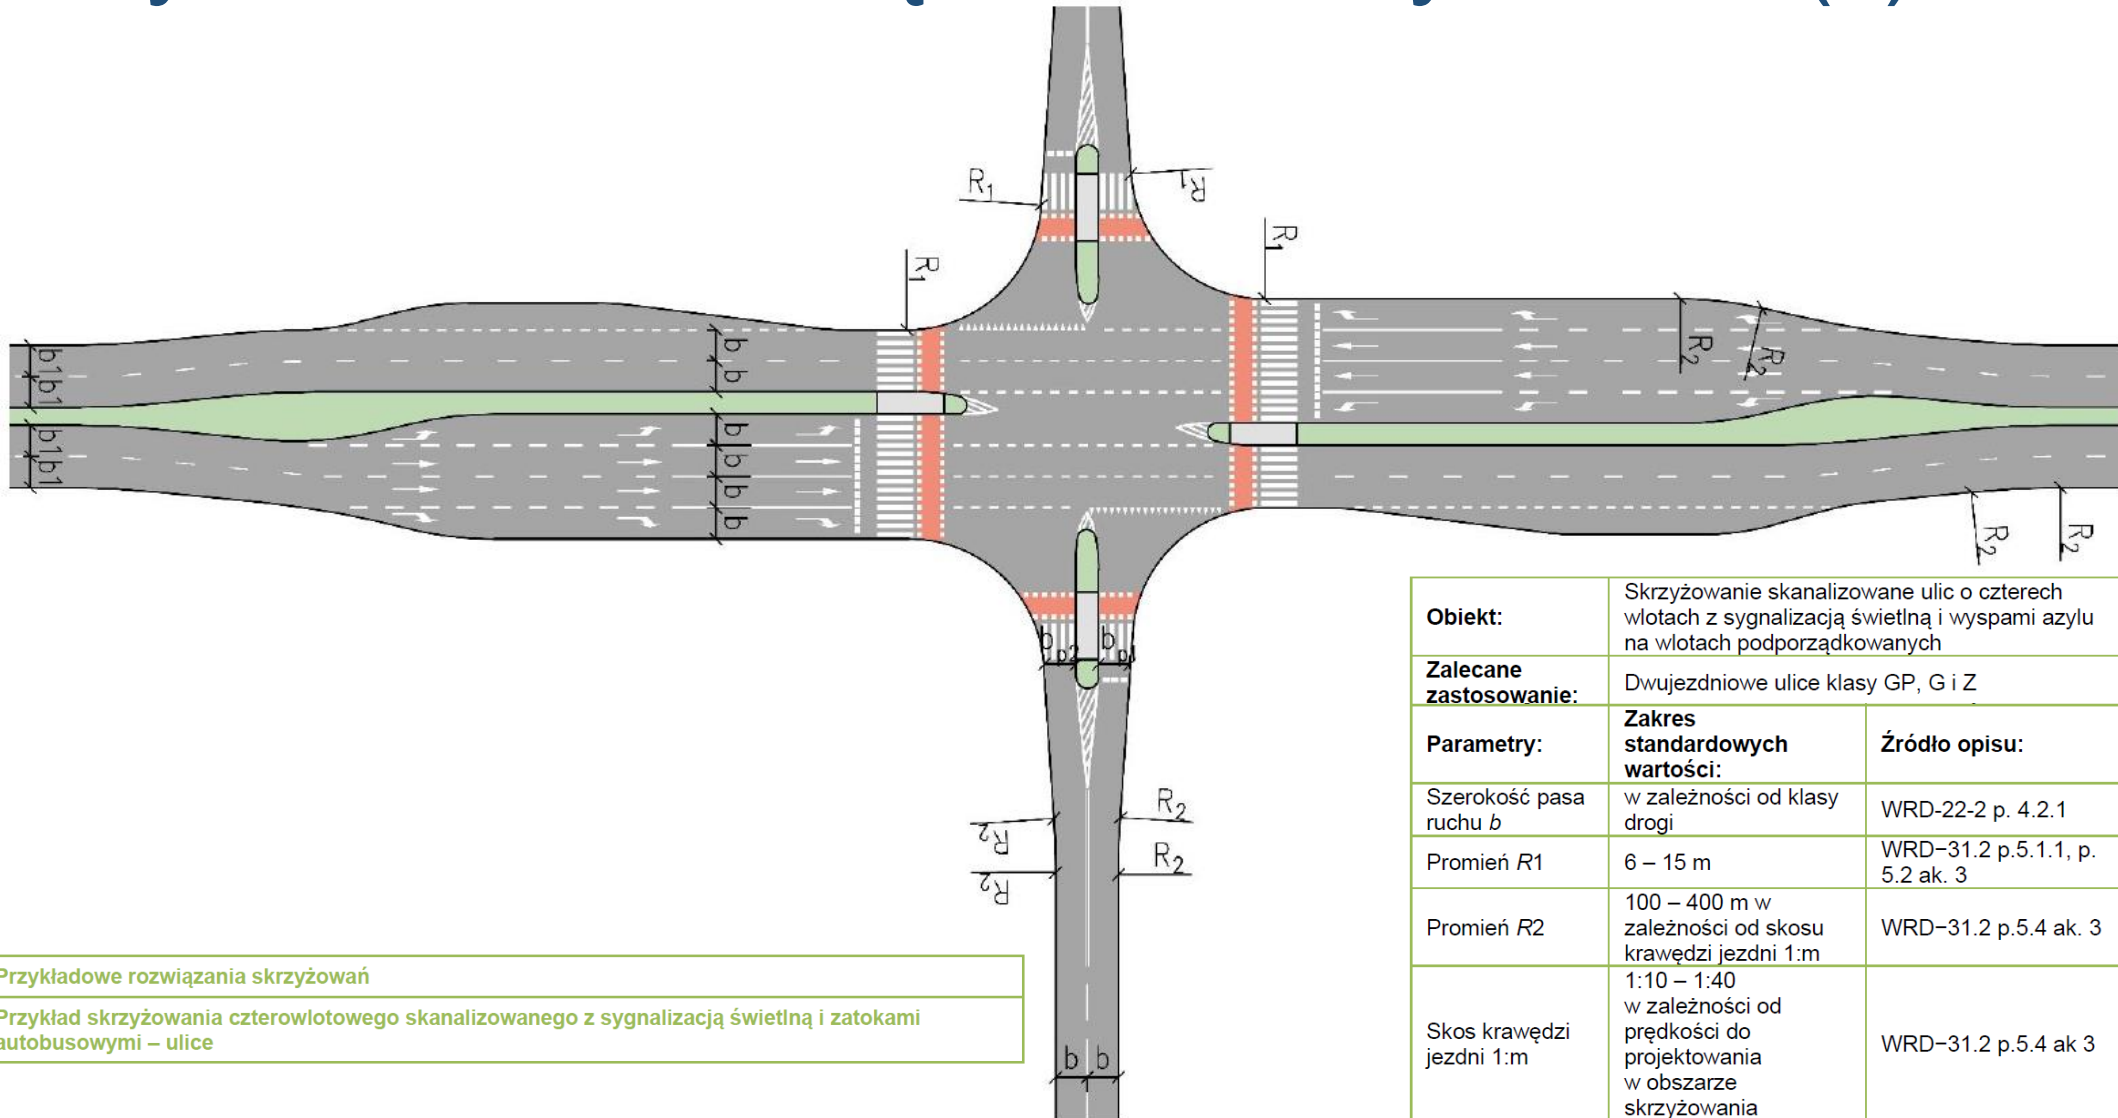 R1
R1
R1
R1
b1
b1
b
b
R2
R2
b1
b1
b
b
b
b
R2
R2
b
p2
b
p1
R2
R2
R2
R2
b
b
Obiekt:
Skrzyżowanie skanalizowane ulic o czterech
wlotach z sygnalizacją świetlną i wyspami azylu
na wlotach podporządkowanych
Zalecane
zastosowanie:
Dwujezdniowe ulice klasy GP, G i Z
Parametry:
Zakres
standardowych
wartości:
Źródło opisu:
Szerokość pasa
ruchu b
w zależności od klasy
drogi
WRD-22-2 p. 4.2.1
Promień R1
6 – 15 m
WRD−31.2 p.5.1.1, p.
5.2 ak. 3
Promień R2
100 – 400 m w
zależności od skosu
krawędzi jezdni 1:m
WRD−31.2 p.5.4 ak. 3
Skos krawędzi
jezdni 1:m
1:10 – 1:40
w zależności od
prędkości do
projektowania
w obszarze
skrzyżowania
WRD−31.2 p.5.4 ak 3
Przykładowe rozwiązania skrzyżowań
Przykład skrzyżowania czterowlotowego skanalizowanego z sygnalizacją świetlną i zatokami
autobusowymi – ulice